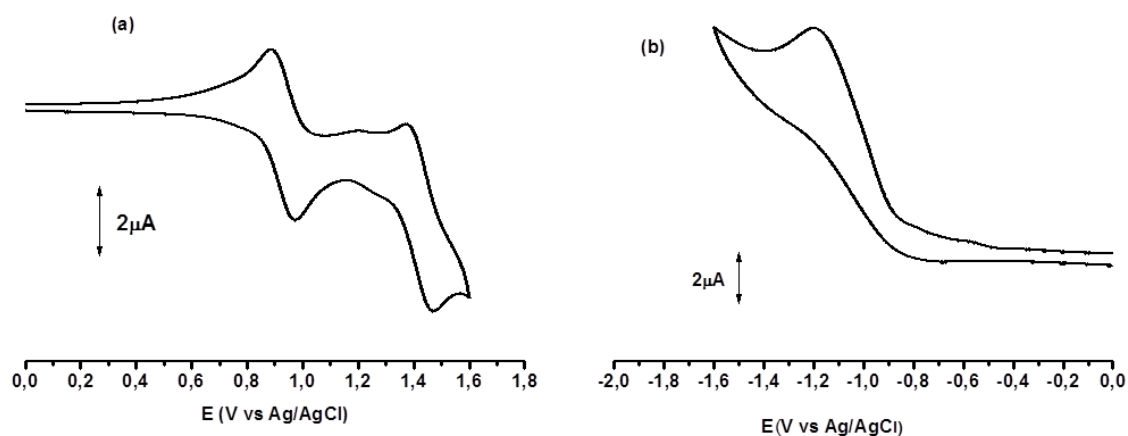 (a)
2µA
0,0 0,2 0,4 0,6 0,8 1,0 1,2 1,4 1,6 1,8
E (V vs Ag/AgCl)
(b)
2µA
-2,0 -1,8 -1,6 -1,4 -1,2 -1,0 -0,8 -0,6 -0,4 -0,2 0,0
E (V vs Ag/AgCl)